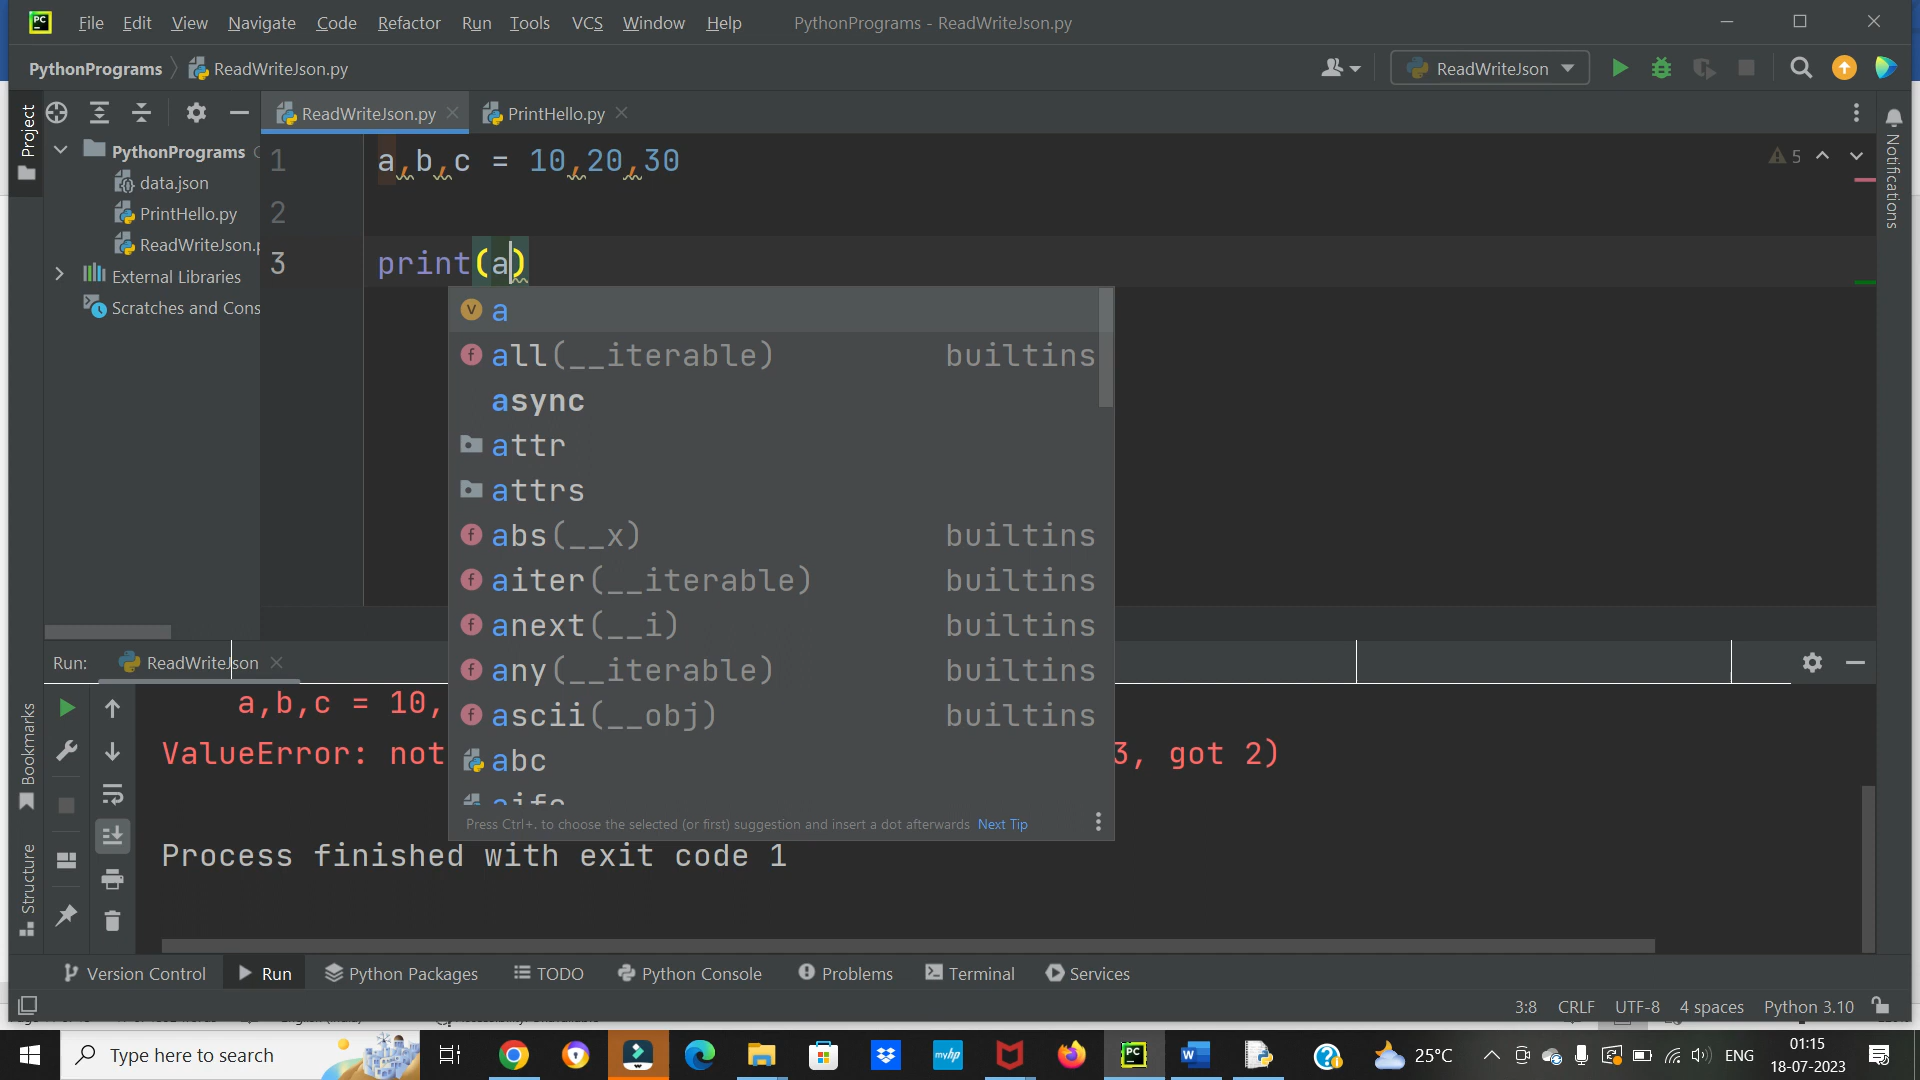 PC File Edit View Navigate Code Refactor Run Tools VCS Window Help PythonPrograms - ReadWriteJson.py
PythonPrograms ReadWriteJson.py ReadWriteJson
Project
ReadWriteJson.py PrintHello.py
Notifications
PythonPrograms
data.json
PrintHello.py
ReadWriteJson.p
External Libraries
Scratches and Cons
1 a,b,c = 10,20,30
5
2
3 print(a)
a
all(__iterable) builtins
async
attr
attrs
abs(__x) builtins
aiter(__iterable) builtins
anext(__i) builtins
any(__iterable) builtins
ascii(__obj) builtins
abc
aifc
Press Ctrl+. to choose the selected (or first) suggestion and insert a dot afterwards Next Tip
Run: ReadWriteJson
a,b,c = 10,
ValueError: not 3, got 2)
Process finished with exit code 1
Bookmarks
Structure
Version Control Run Python Packages TODO Python Console Problems Terminal Services
3:8 CRLF UTF-8 4 spaces Python 3.10
Type here to search
myhp
PC
W
25°C
ENG
01:15
18-07-2023